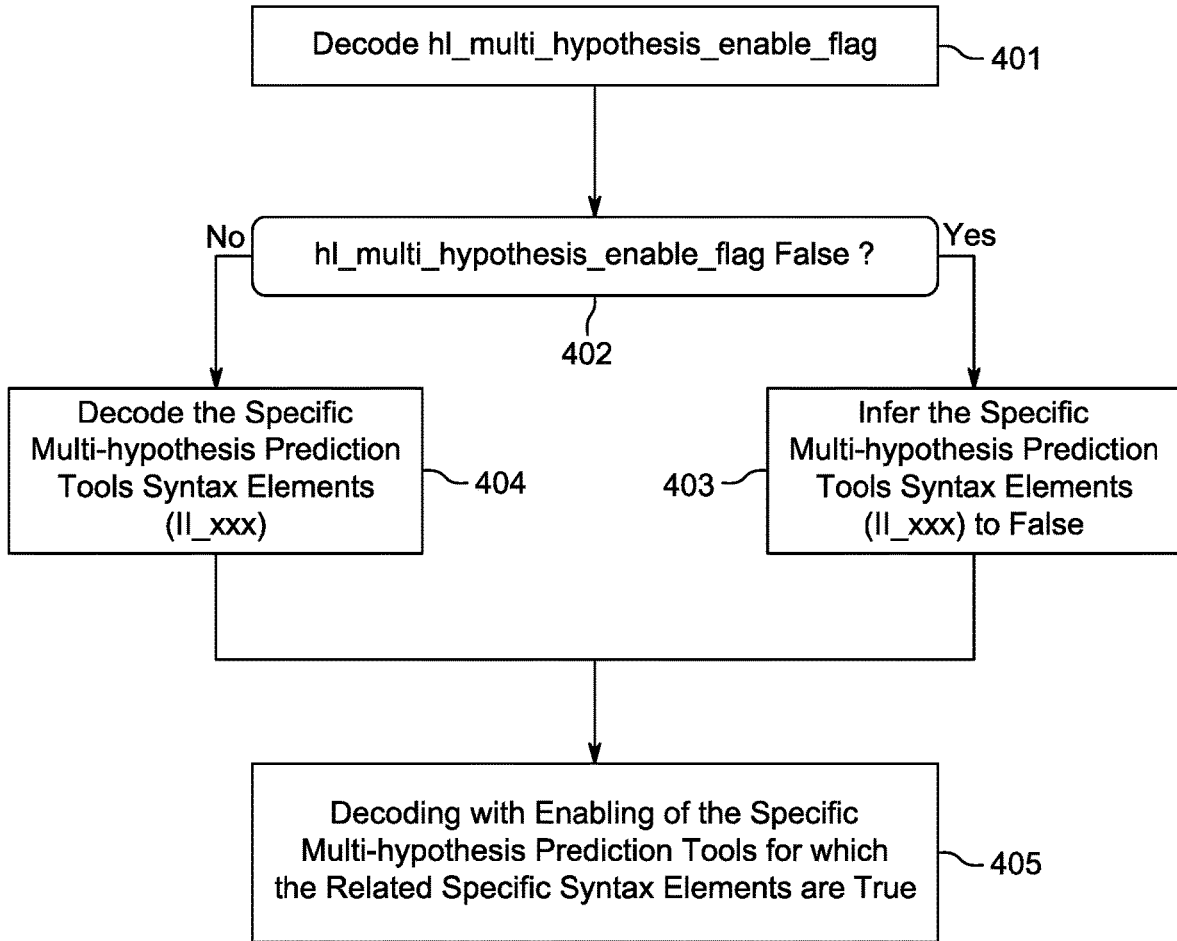 Decode hl_multi_hypothesis_enable_flag
401
No
Yes
hl_multi_hypothesis_enable_flag False ?
402
Decode the Specific
Multi-hypothesis Prediction
Tools Syntax Elements
(ll_xxx)
404
Infer the Specific
Multi-hypothesis Prediction
Tools Syntax Elements
(ll_xxx) to False
403
Decoding with Enabling of the Specific
Multi-hypothesis Prediction Tools for which
the Related Specific Syntax Elements are True
405